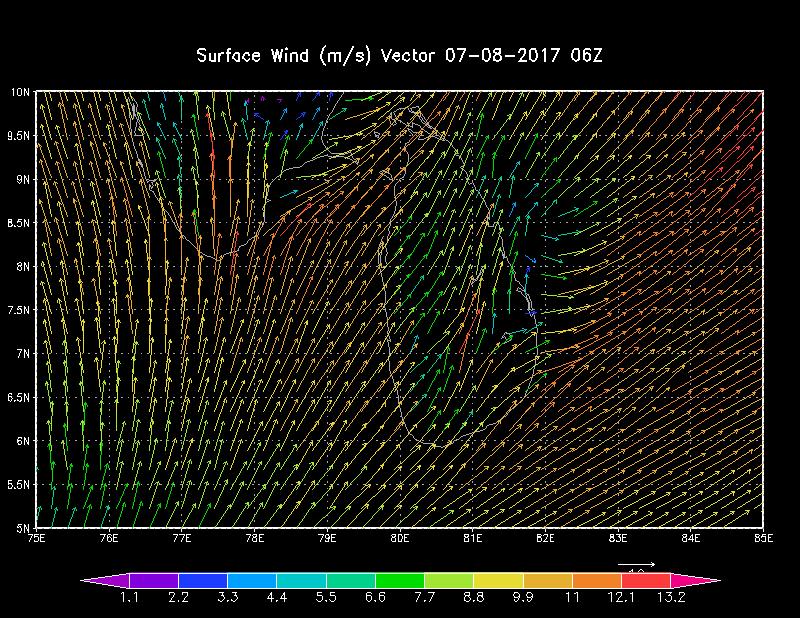 Surface Wind (m/s) Vector 07-08-2017 06Z
10N
9.5N
9N
8.5N
8N
7.5N
7N
6.5N
6N
5.5N
5N
75E 76E 77E 78E 79E 80E 81E 82E 83E 84E 85E
1.1 2.2 3.3 4.4 5.5 6.6 7.7 8.8 9.9 11 12.1 13.2